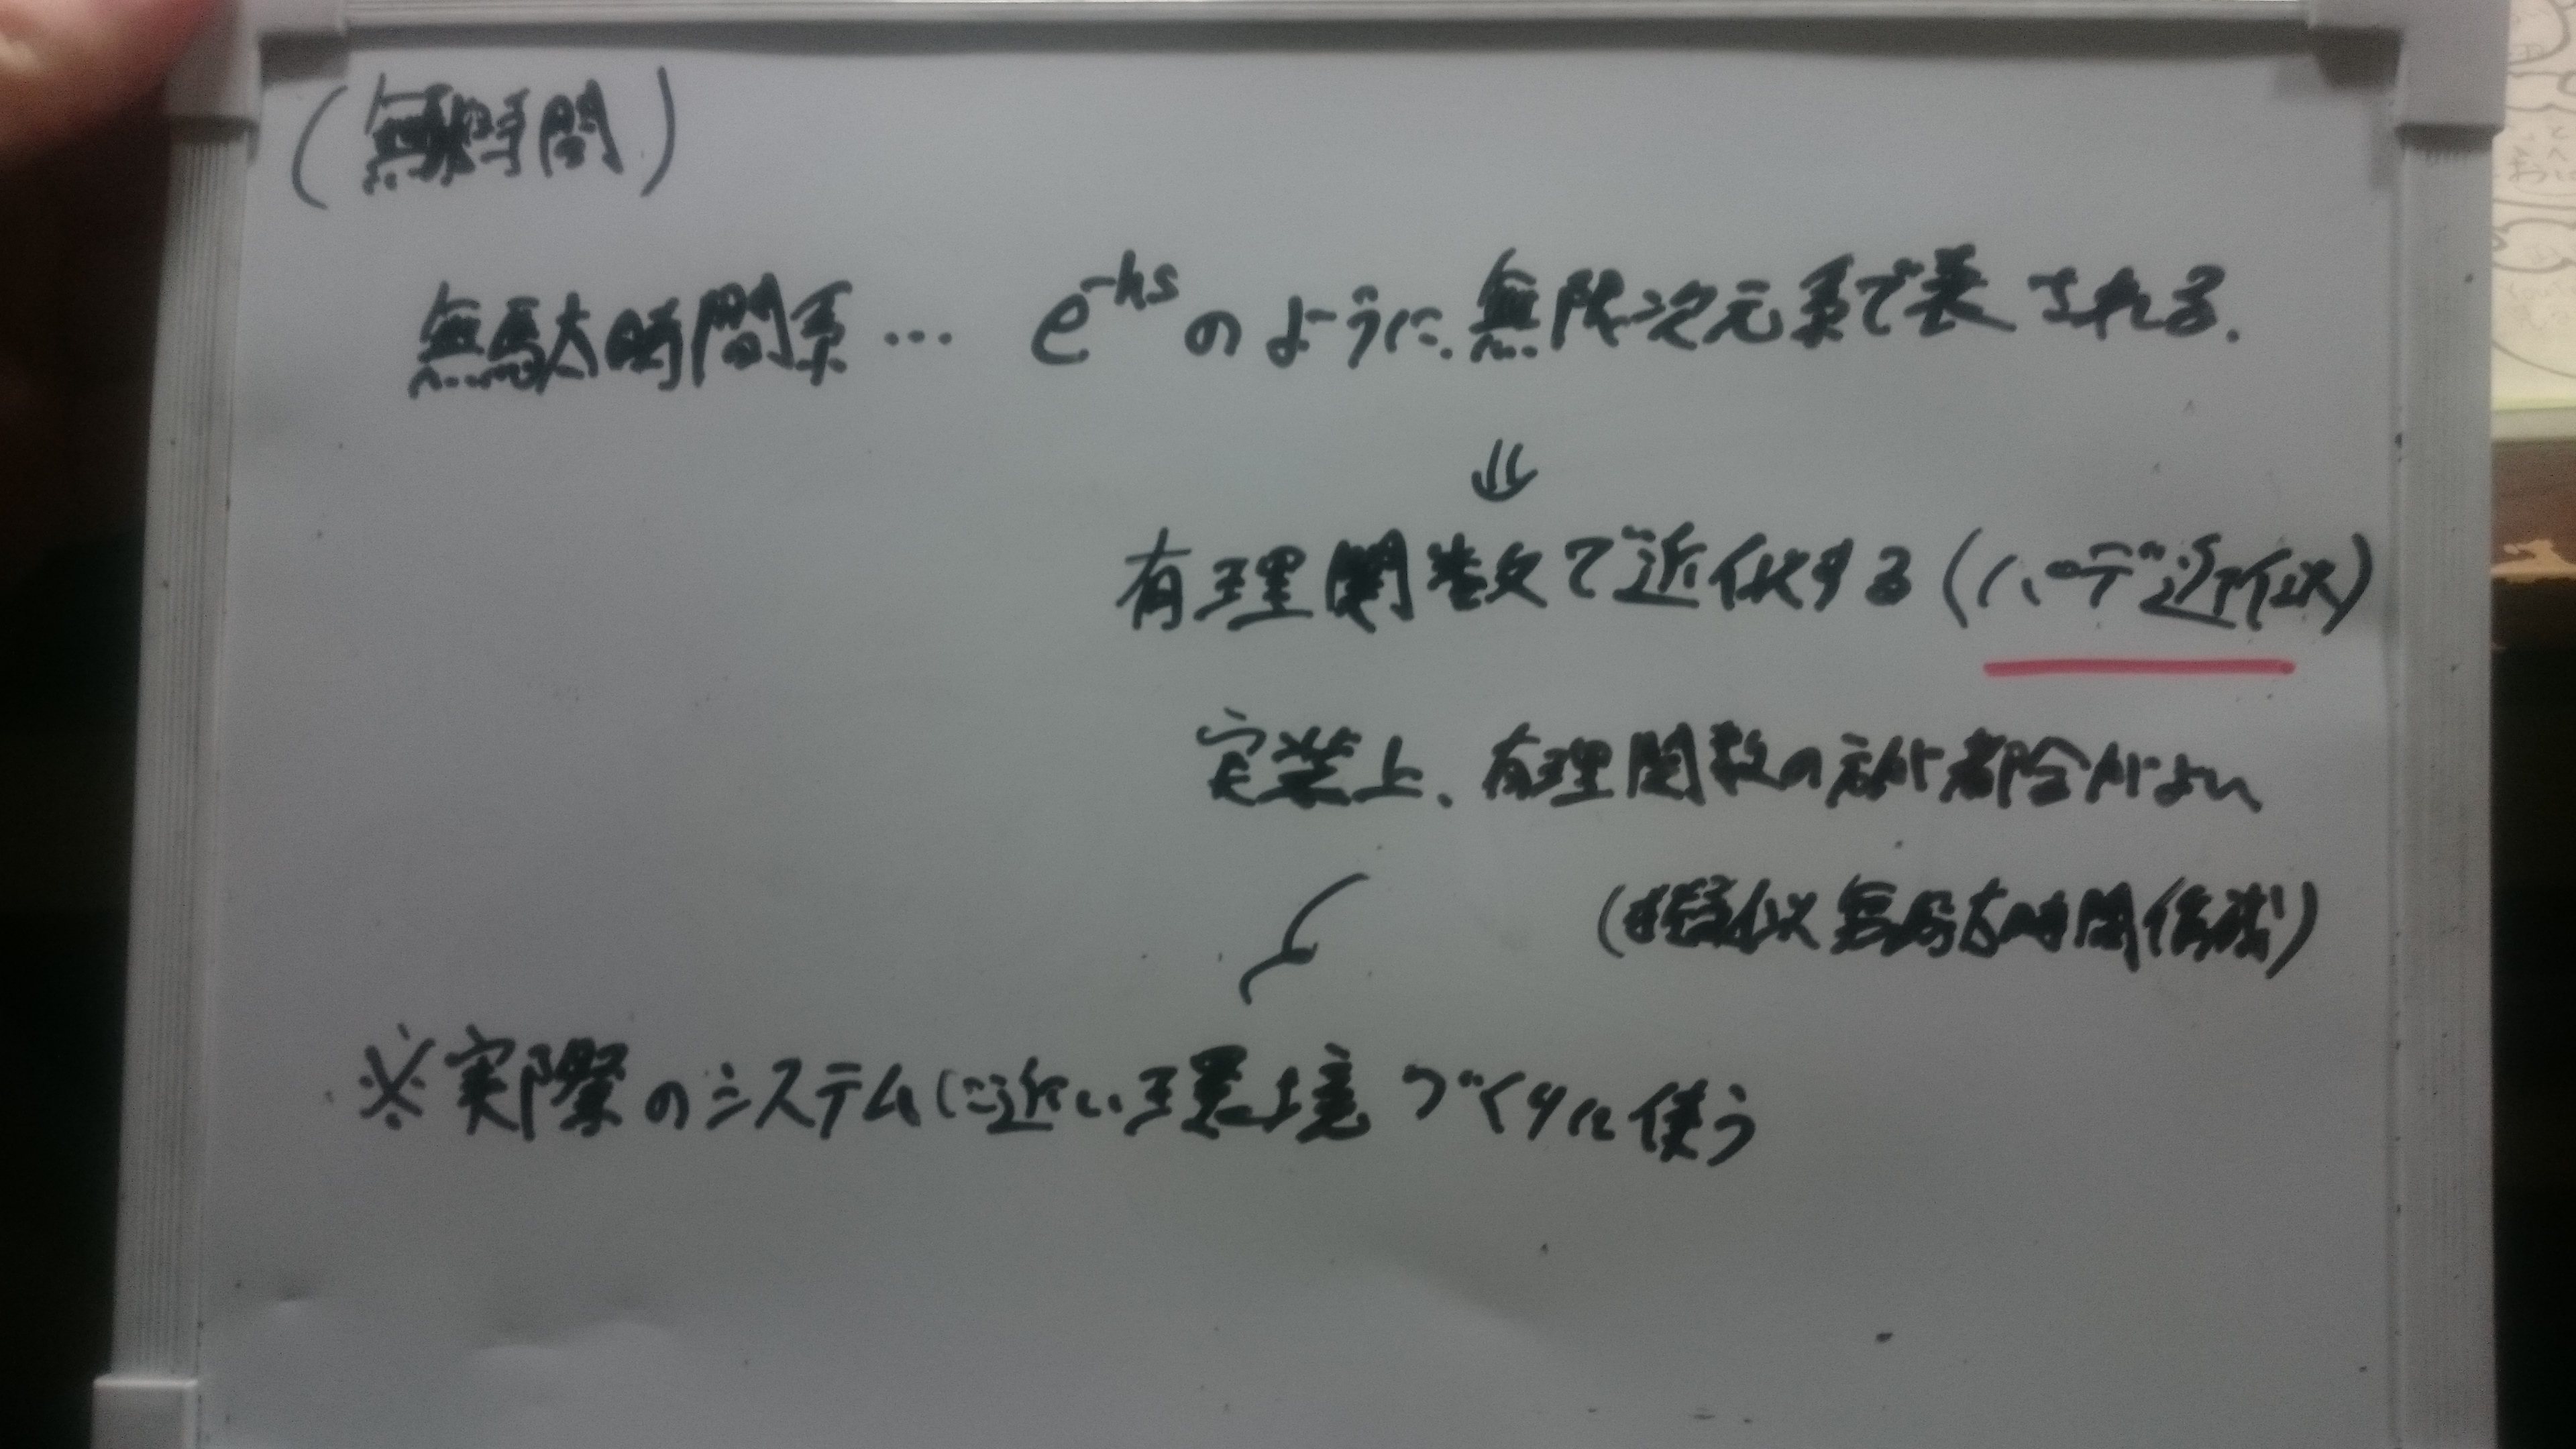 (無時間)
無駄時間系… e^-hs のように、無限次元系で表される.
⇓
有理関数で近似する (パデ近似)
実装上、有理関数の方が都合がよい
(擬似無駄時間系)
※実際のシステムに近い環境づくりに使う